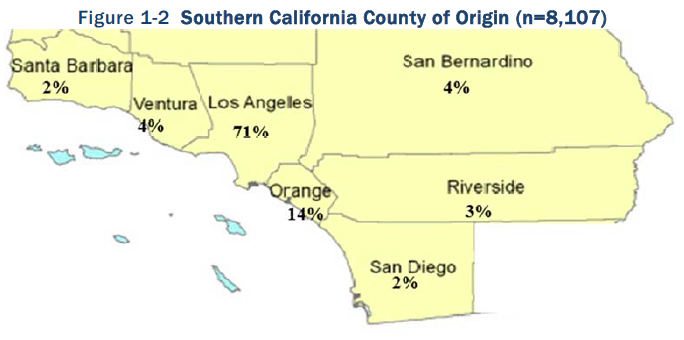 Figure 1-2 Southern California County of Origin (n=8,107)
Santa Barbara
2%
Ventura
4%
Los Angelles
71%
San Bernardino
4%
Orange
14%
Riverside
3%
San Diego
2%